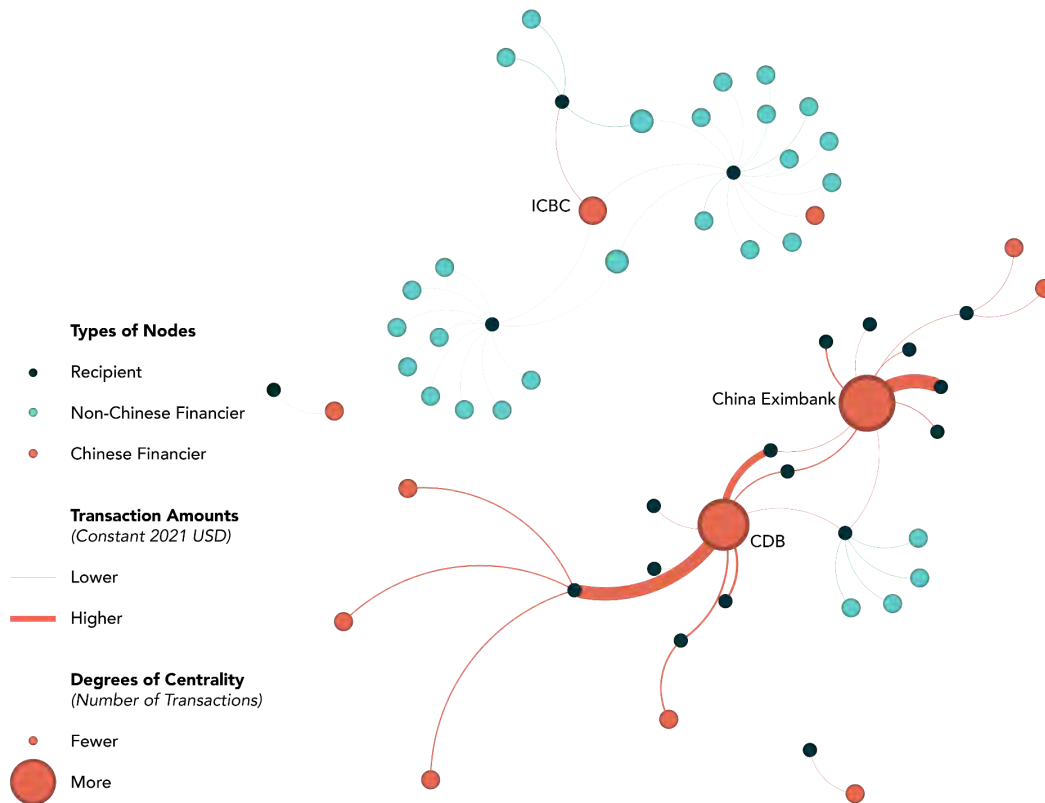 ICBC
China Eximbank
CDB
Types of Nodes
Recipient
Non-Chinese Financier
Chinese Financier
Transaction Amounts
(Constant 2021 USD)
Lower
Higher
Degrees of Centrality
(Number of Transactions)
Fewer
More